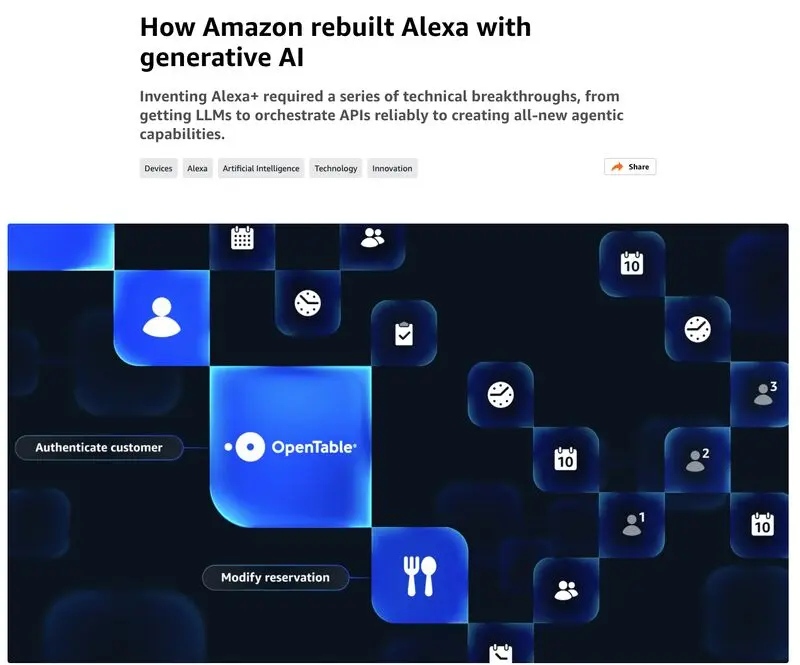 How Amazon rebuilt Alexa with
generative AI
Inventing Alexa+ required a series of technical breakthroughs, from
getting LLMs to orchestrate APIs reliably to creating all-new agentic
capabilities.
Devices
Alexa
Artificial Intelligence
Technology
Innovation
Share
10
3
Authenticate customer
OpenTable®
10
2
1
10
Modify reservation